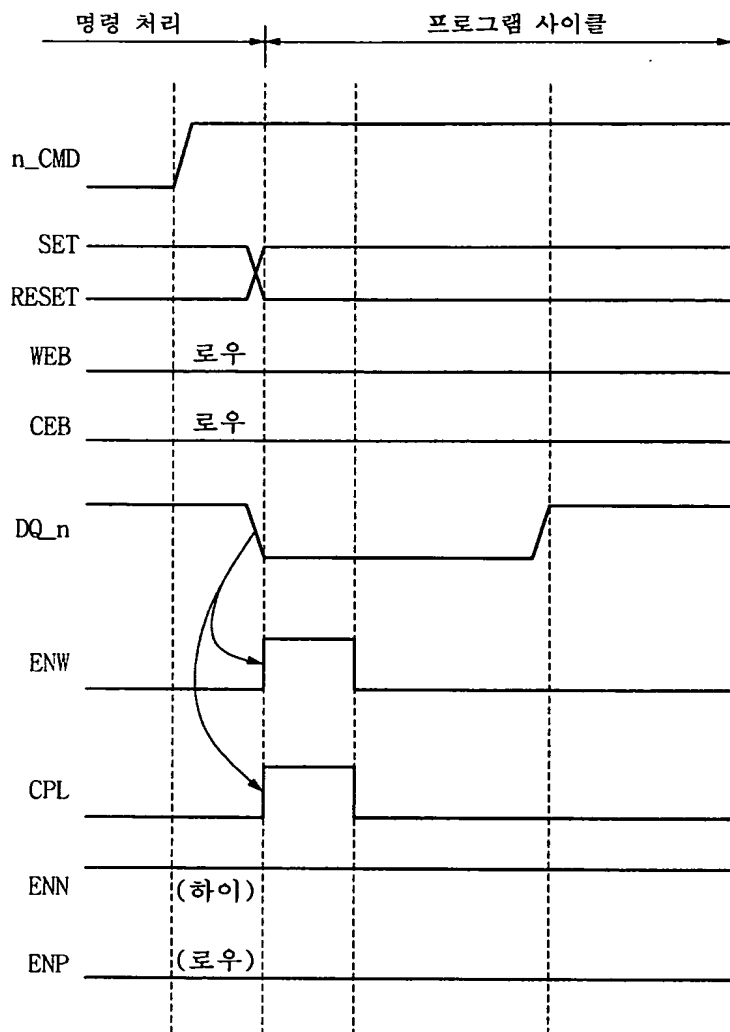 명령 처리
프로그램 사이클
n_CMD
SET
RESET
WEB
로우
CEB
로우
DQ_n
ENW
CPL
ENN
(하이)
ENP
(로우)